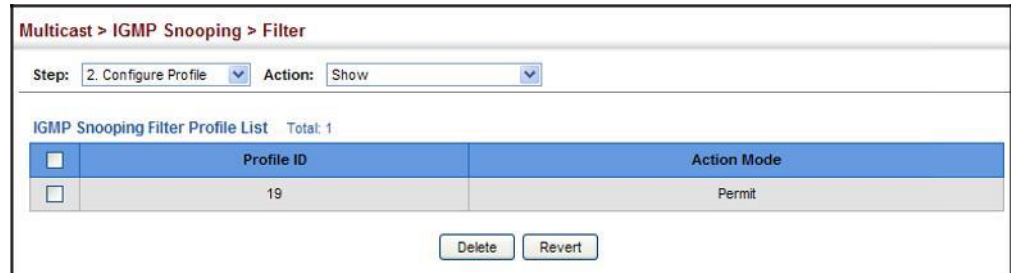 Multicast > IGMP Snooping > Filter
Step: 2. Configure Profile Action: Show
IGMP Snooping Filter Profile List Total: 1
Profile ID Action Mode
19 Permit
Delete Revert